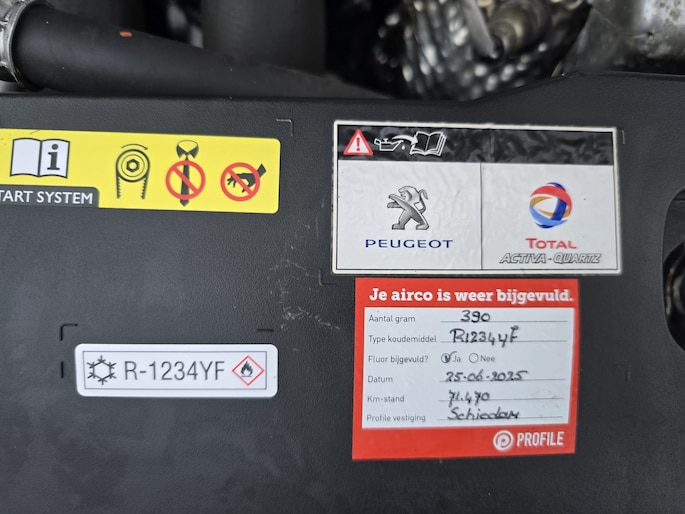 i
START SYSTEM
PEUGEOT
TOTAL
ACTIVA-QUARTZ
R-1234YF
Je airco is weer bijgevuld.
Aantal gram 390
Type koudemiddel R1234yf
Fluor bijgevuld? Ja Nee
Datum 25-06-2025
Km-stand 71.470
Profile vestiging Schiedam
PROFILE